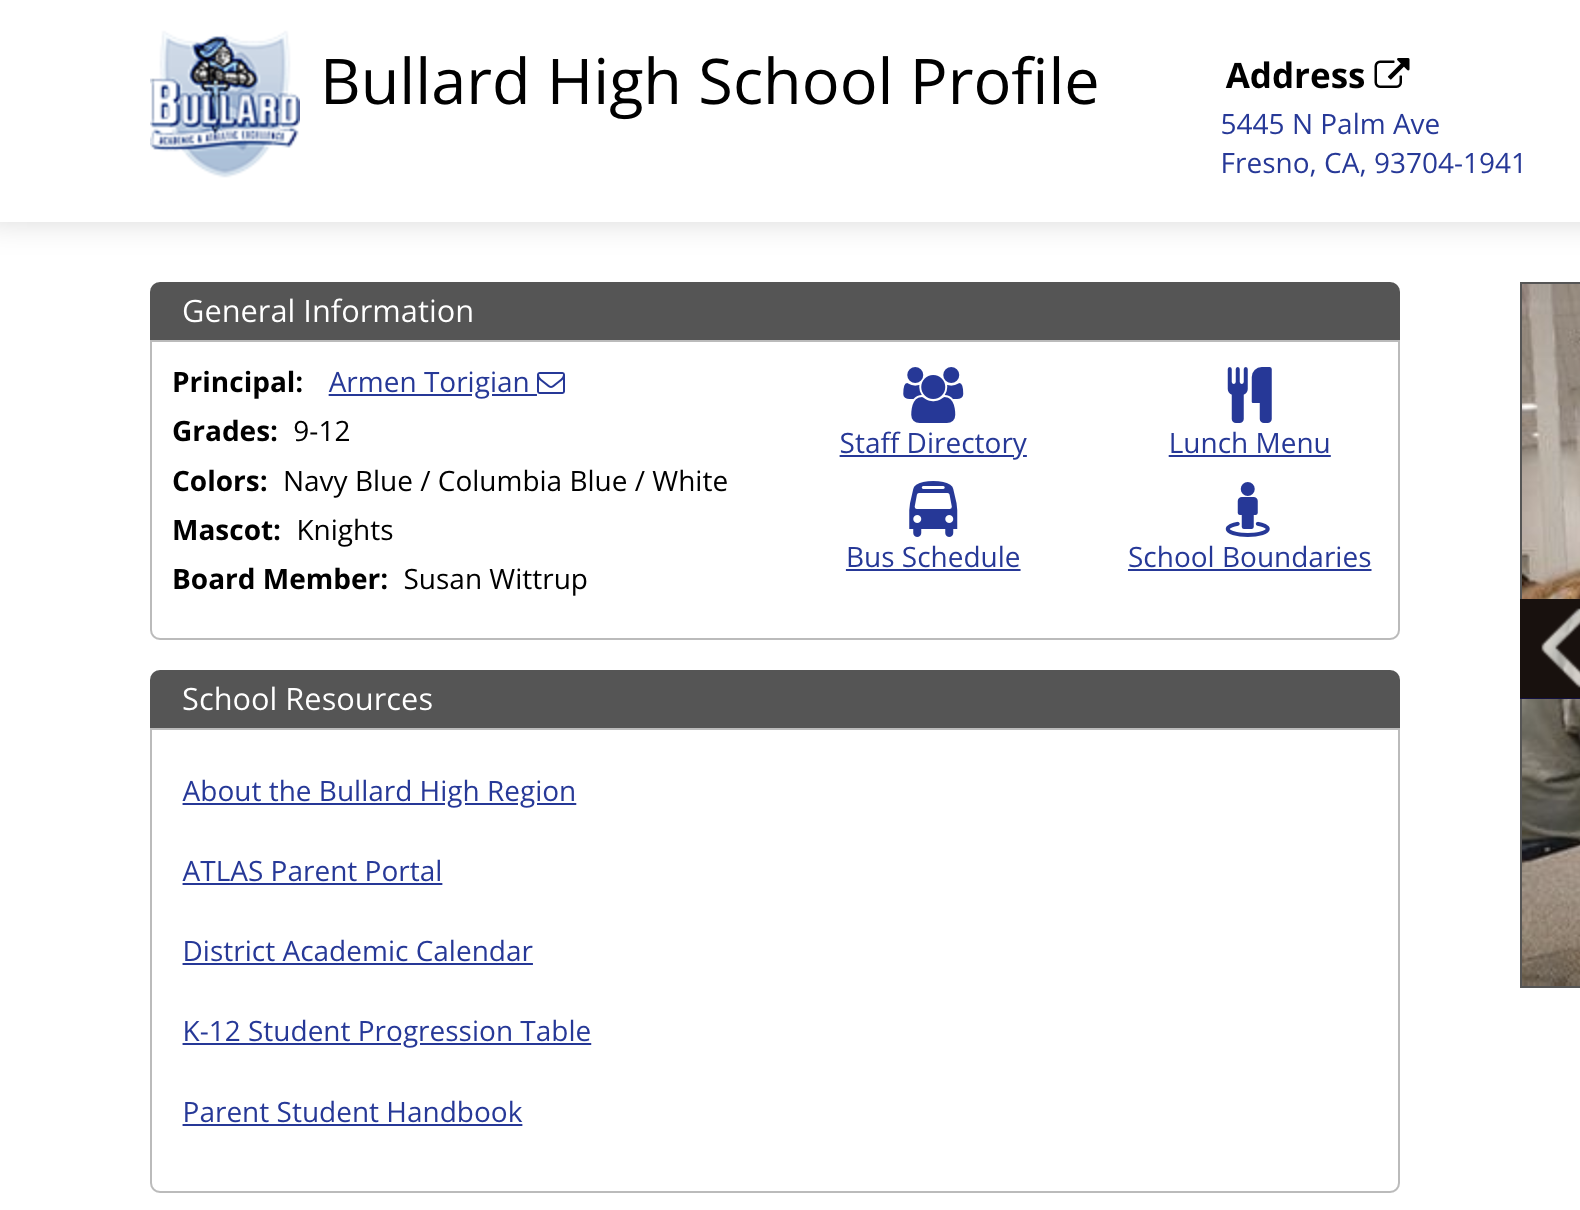 BULLARD
ACADEMIC & ATHLETIC EXCELLENCE
Bullard High School Profile
Address
5445 N Palm Ave
Fresno, CA, 93704-1941
General Information
Principal: Armen Torigian
Grades: 9-12
Colors: Navy Blue / Columbia Blue / White
Mascot: Knights
Board Member: Susan Wittrup
Staff Directory
Lunch Menu
Bus Schedule
School Boundaries
School Resources
About the Bullard High Region
ATLAS Parent Portal
District Academic Calendar
K-12 Student Progression Table
Parent Student Handbook